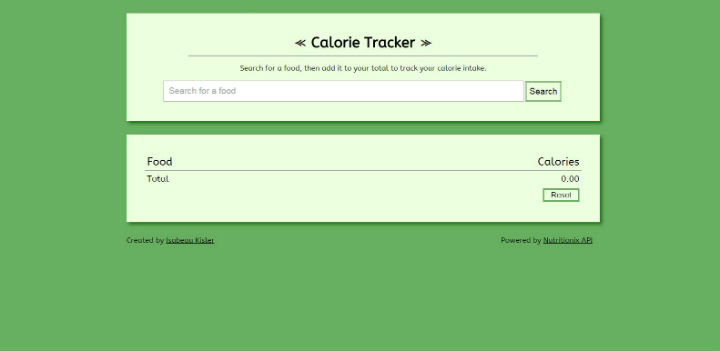 ≪ Calorie Tracker ≫
Search for a food, then add it to your total to track your calorie intake.
Search for a food Search
Food Calories
Total 0.00
Reset
Created by Isabeau Kisler Powered by Nutritionix API